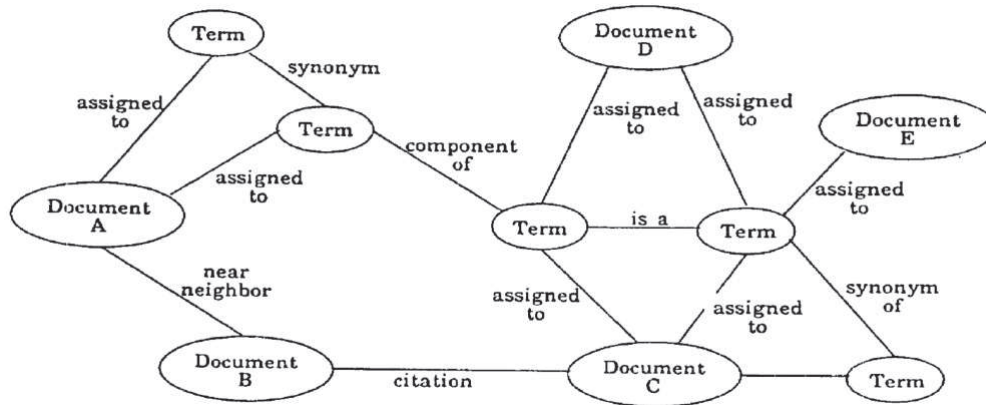 Term
Document
D
synonym
assigned
to
Term
assigned
to
assigned
to
Document
E
component
of
assigned
to
assigned
to
Document
A
Term
is a
Term
near
neighbor
assigned
to
assigned
to
synonym
of
Document
B
citation
Document
C
Term